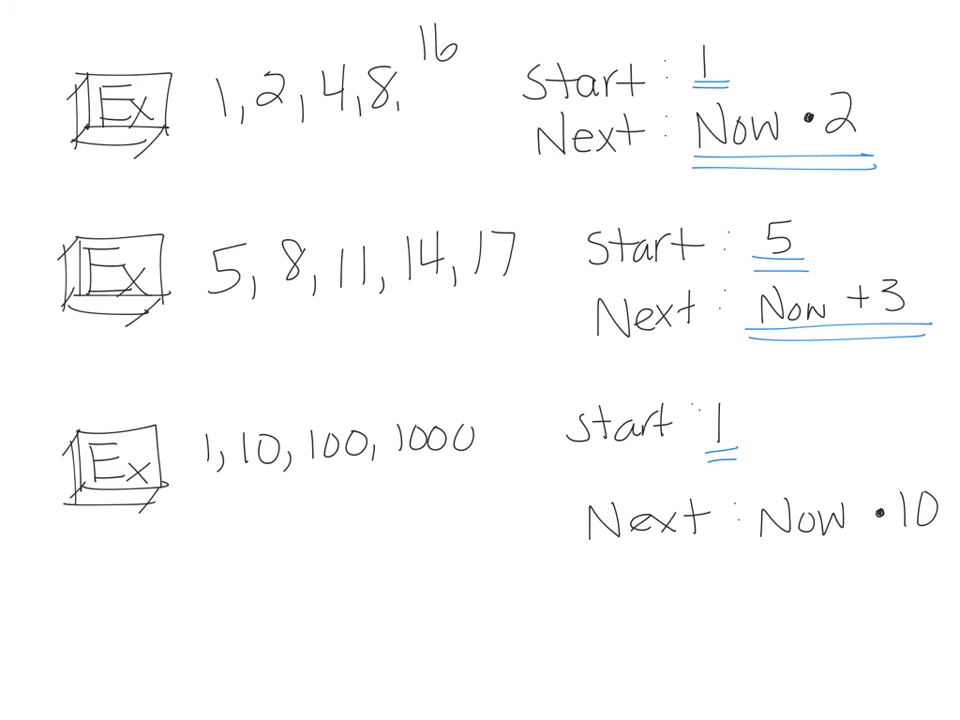 Ex 1, 2, 4, 8, 16 Start : 1
Next : Now • 2
Ex 5, 8, 11, 14, 17 Start : 5
Next : Now + 3
Ex 1, 10, 100, 1000 Start : 1
Next : Now • 10